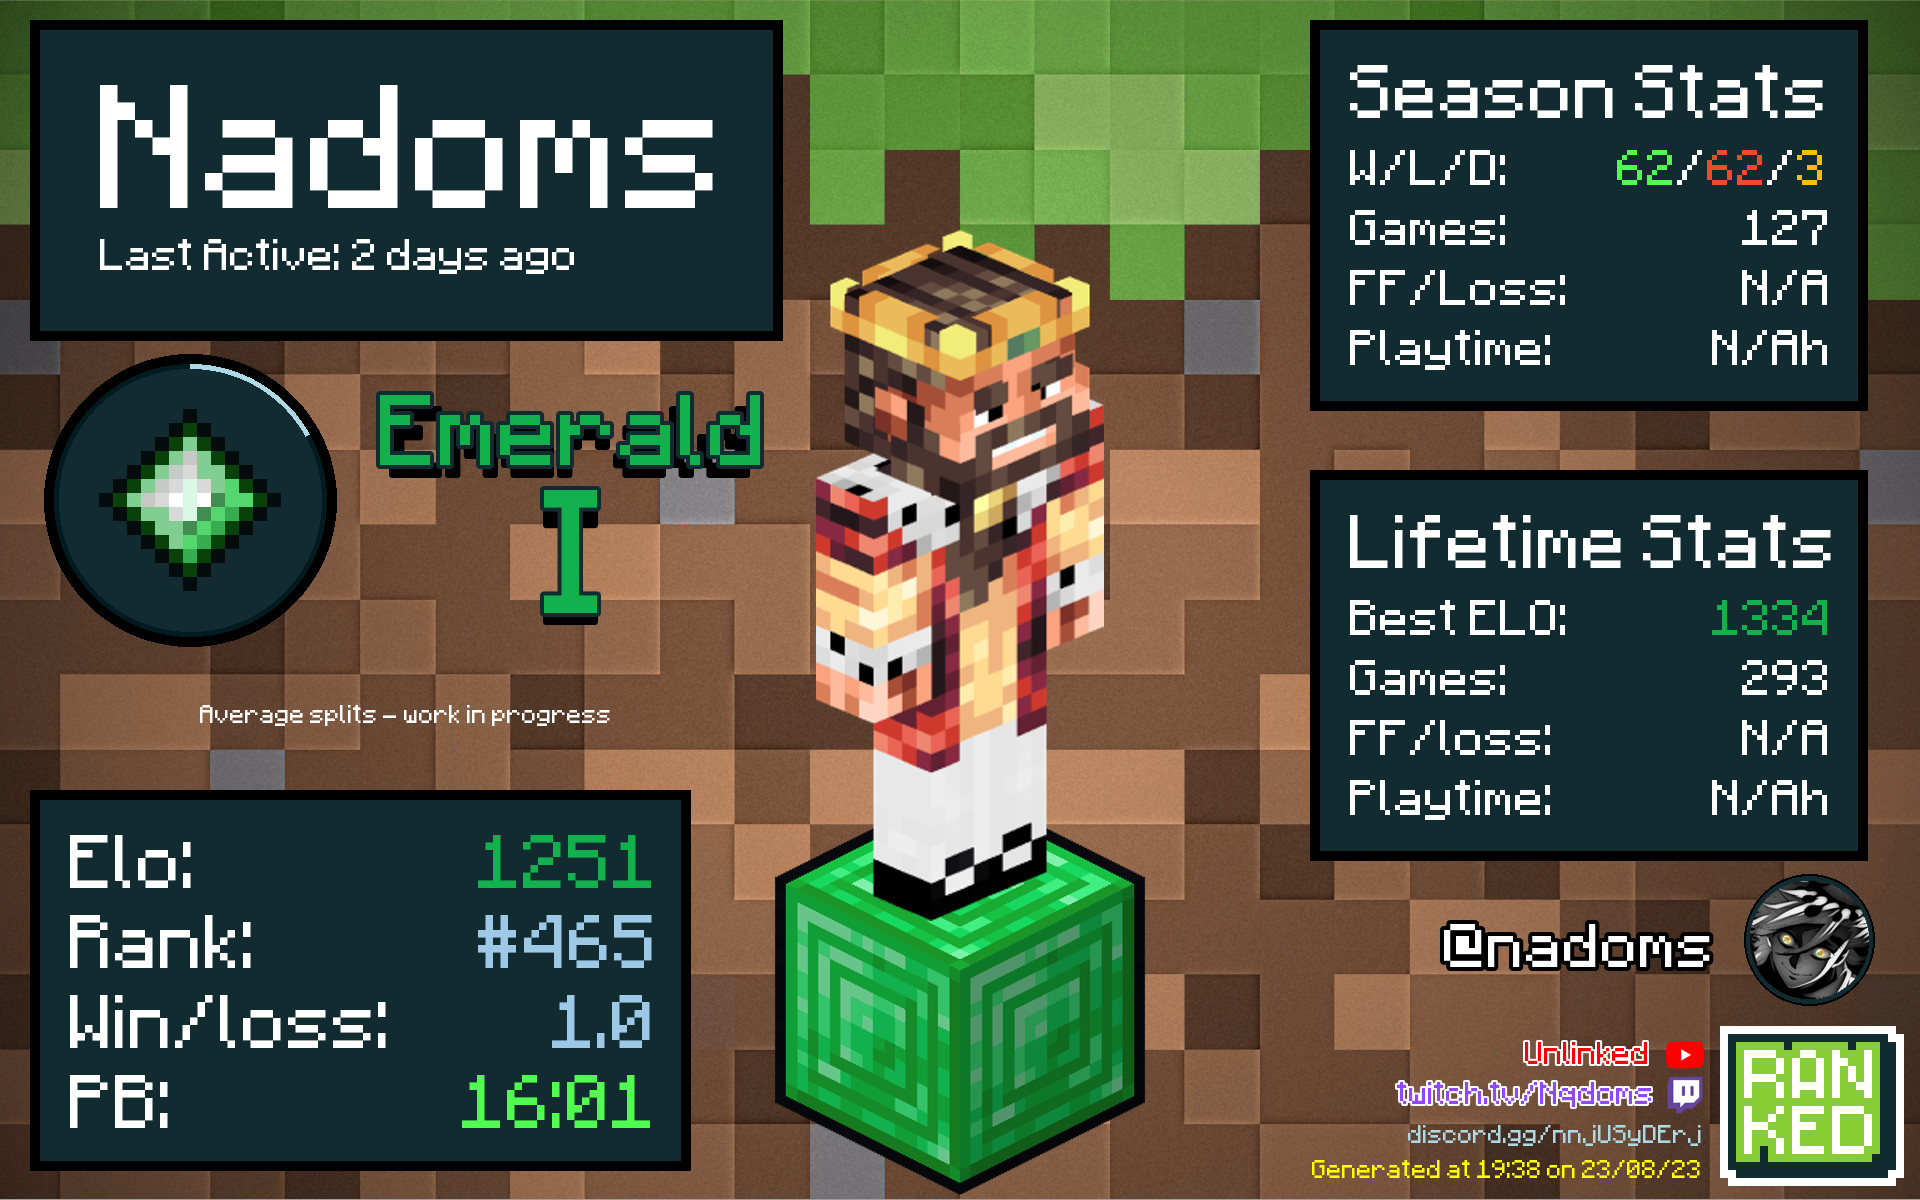 Nadoms
Last Active: 2 days ago
Emerald
I
Average splits - work in progress
Elo: 1251
Rank: #465
Win/loss: 1.0
PB: 16:01
Season Stats
W/L/D: 62/62/3
Games: 127
FF/Loss: N/A
Playtime: N/Ah
Lifetime Stats
Best ELO: 1334
Games: 293
FF/loss: N/A
Playtime: N/Ah
@nadoms
Unlinked
twitch.tv/Nqdoms
discord.gg/nnjUSyDErj
Generated at 19:38 on 23/08/23
RAN
KED